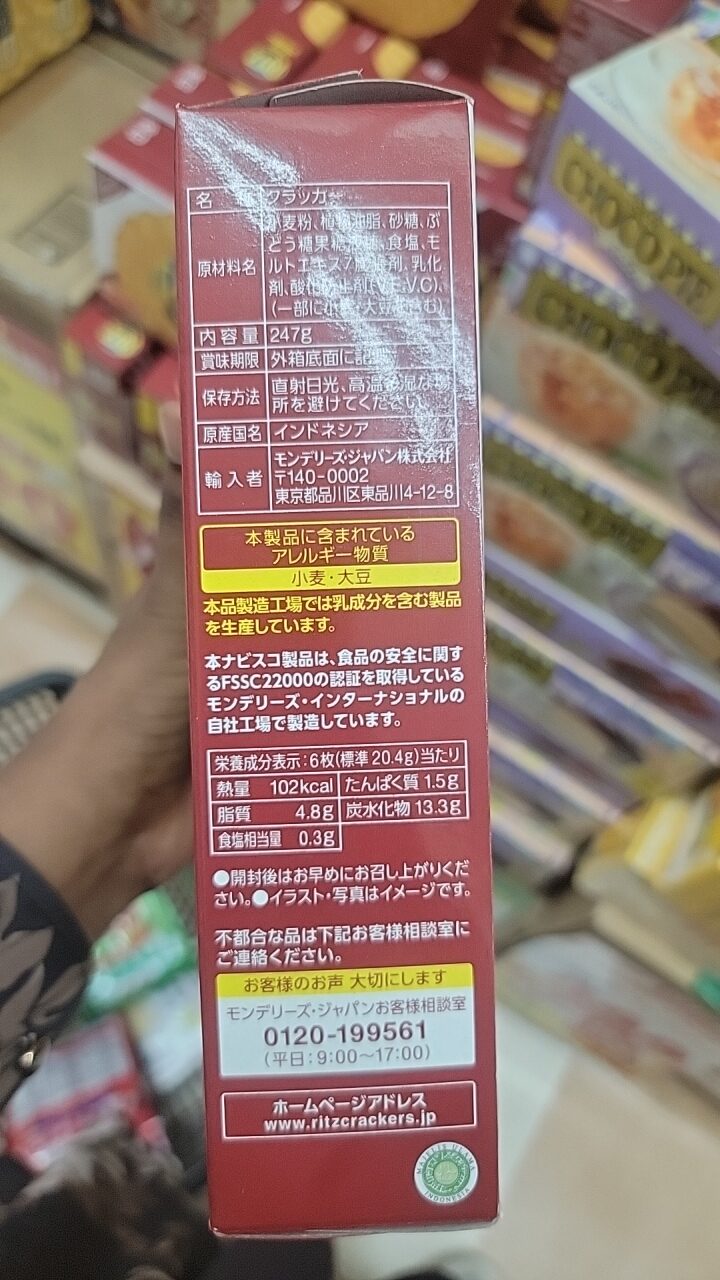 名 クラッカー
原材料名
小麦粉、植物油脂、砂糖、ぶ
どう糖果糖液糖、食塩、モ
ルトエキス/膨張剤、乳化
剤、酸化防止剤(V.E、V.C)、
(一部に小麦・大豆を含む)
内容量 247g
賞味期限 外箱底面に記載
保存方法
直射日光、高温多湿な場
所を避けてください。
原産国名 インドネシア
輸入者
モンデリーズ・ジャパン株式会社
〒140-0002
東京都品川区東品川4-12-8
本製品に含まれている
アレルギー物質
小麦・大豆
本品製造工場では乳成分を含む製品
を生産しています。
本ナビスコ製品は、食品の安全に関す
るFSSC22000の認証を取得している
モンデリーズ・インターナショナルの
自社工場で製造しています。
栄養成分表示:6枚(標準20.4g)当たり
熱量 102kcal たんぱく質 1.5g
脂質 4.8g 炭水化物 13.3g
食塩相当量 0.3g
●開封後はお早めにお召し上がりくだ
さい。●イラスト・写真はイメージです。
不都合な品は下記お客様相談室に
ご連絡ください。
お客様のお声 大切にします
モンデリーズ・ジャパンお客様相談室
0120-199561
(平日:9:00〜17:00)
ホームページアドレス
www.ritzcrackers.jp
MAJELIS ULAMA
INDONESIA
CHOCO PIE
CHOCO PIE